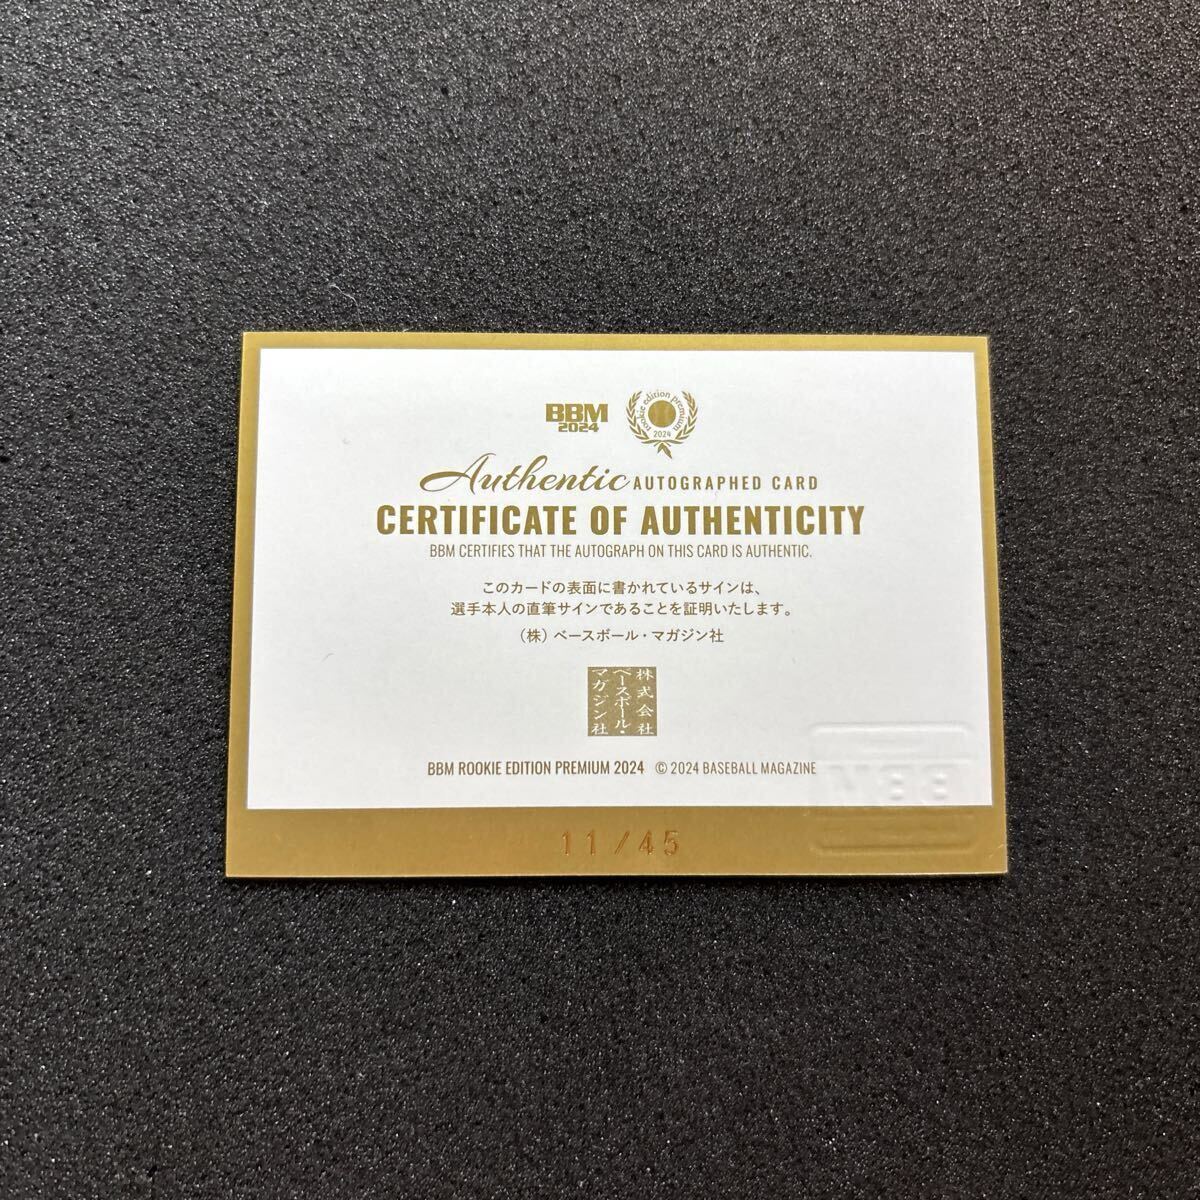 BBM
2024
rookie edition premium
2024
Authentic AUTOGRAPHED CARD
CERTIFICATE OF AUTHENTICITY
BBM CERTIFIES THAT THE AUTOGRAPH ON THIS CARD IS AUTHENTIC.
このカードの表面に書かれているサインは、
選手本人の直筆サインであることを証明いたします。
（株）ベースボール・マガジン社
株式会社
ベースボール・
マガジン社
BBM ROOKIE EDITION PREMIUM 2024 © 2024 BASEBALL MAGAZINE
BBM
11/45